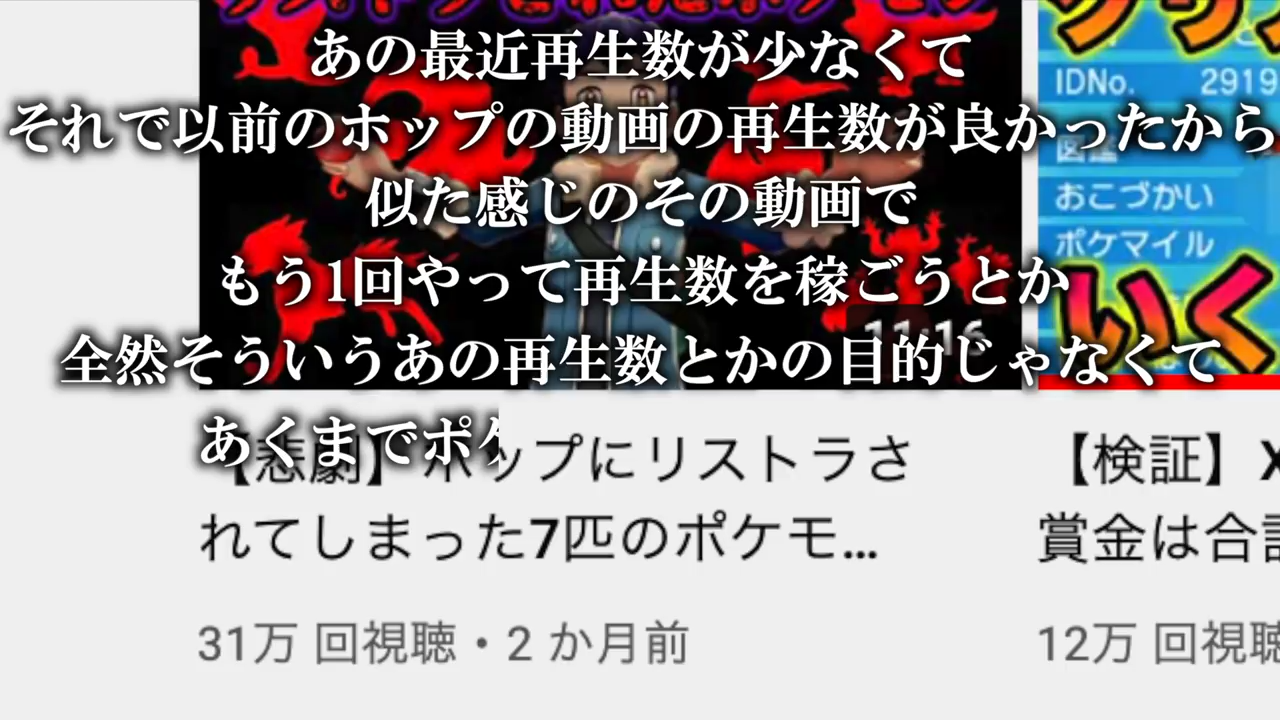 あの最近再生数が少なくて
それで以前のホップの動画の再生数が良かったから
似た感じのその動画で
もう1回やって再生数を稼ごうとか
全然そういうあの再生数とかの目的じゃなくて
あくまでポケ
11:16
【悲劇】ホップにリストラさ
れてしまった7匹のポケモ...
31万 回視聴・2 か月前
IDNo. 2919
図鑑
おこづかい
ポケマイル
いく
【検証】X
賞金は合計
12万 回視聴